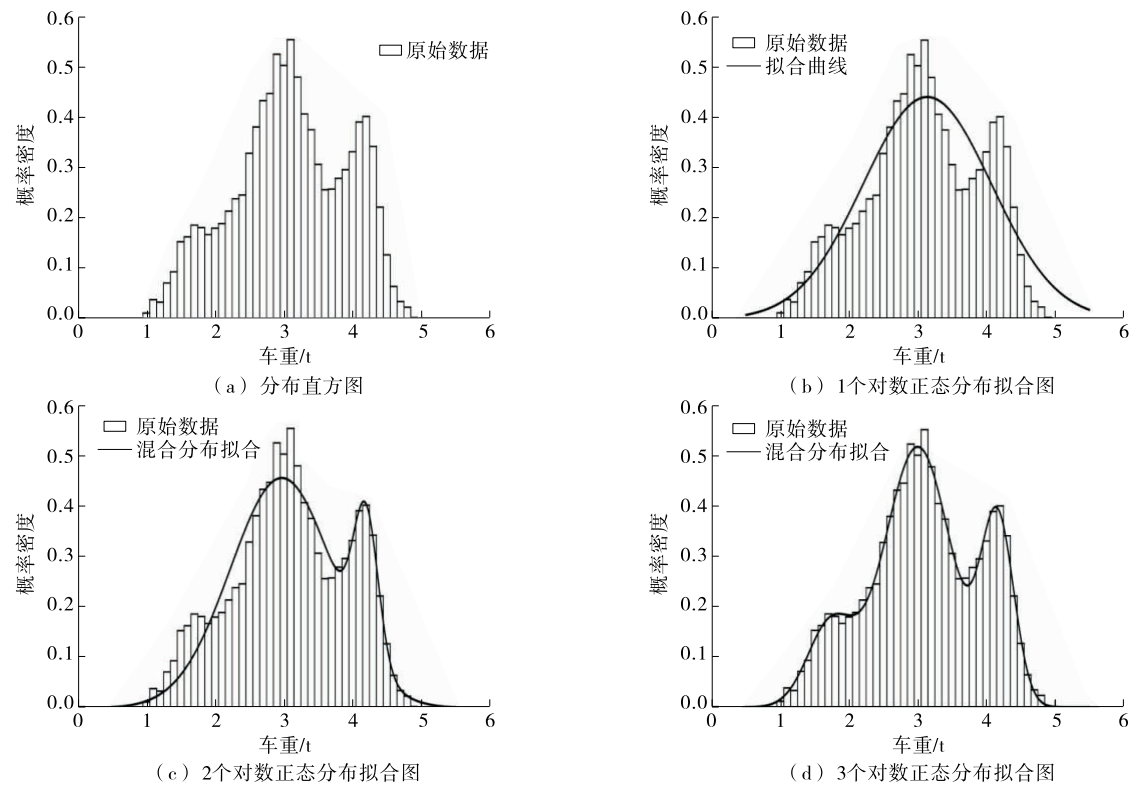 0.6
0.5
0.4
0.3
0.2
0.1
0.0
概率密度
原始数据
0 1 2 3 4 5 6
车重/t
(a)分布直方图
0.6
0.5
0.4
0.3
0.2
0.1
0.0
概率密度
原始数据
拟合曲线
0 1 2 3 4 5 6
车重/t
(b)1个对数正态分布拟合图
0.6
0.5
0.4
0.3
0.2
0.1
0.0
概率密度
原始数据
混合分布拟合
0 1 2 3 4 5 6
车重/t
(c)2个对数正态分布拟合图
0.6
0.5
0.4
0.3
0.2
0.1
0.0
概率密度
原始数据
混合分布拟合
0 1 2 3 4 5 6
车重/t
(d)3个对数正态分布拟合图